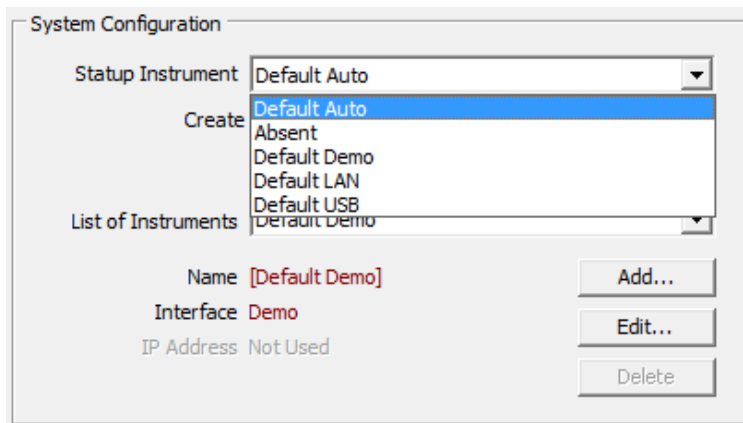 System Configuration
Statup Instrument Default Auto
Default Auto
Create
Absent
Default Demo
Default LAN
Default USB
List of Instruments Default Demo
Name [Default Demo] Add...
Interface Demo
Edit...
IP Address Not Used
Delete